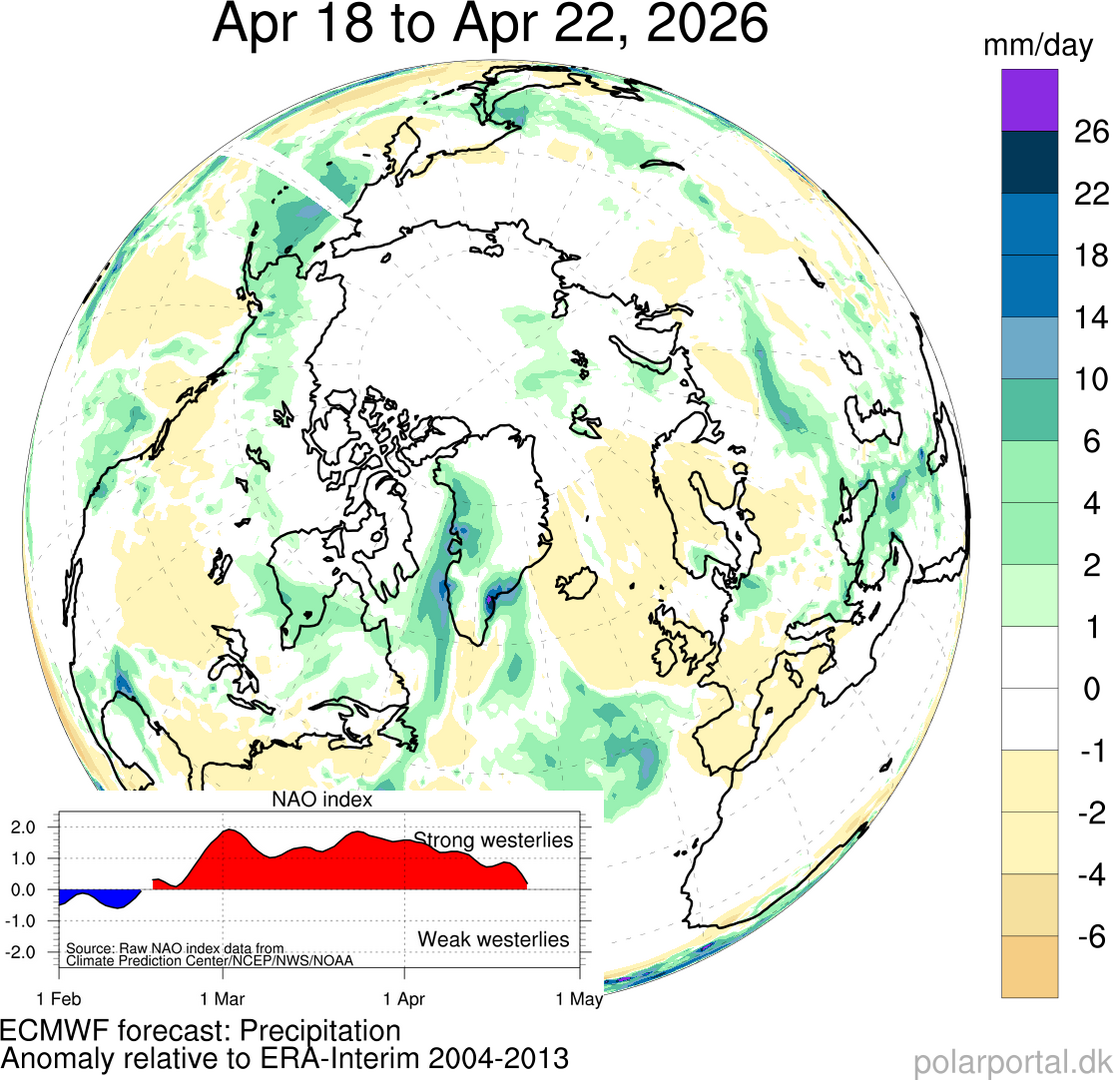 Apr 18 to Apr 22, 2026
mm/day
26
22
18
14
10
6
4
2
1
0
-1
-2
-4
-6
NAO index
2.0
1.0
0.0
-1.0
-2.0
Strong westerlies
Weak westerlies
Source: Raw NAO index data from
Climate Prediction Center/NCEP/NWS/NOAA
1 Feb 1 Mar 1 Apr 1 May
ECMWF forecast: Precipitation
Anomaly relative to ERA-Interim 2004-2013
polarportal.dk